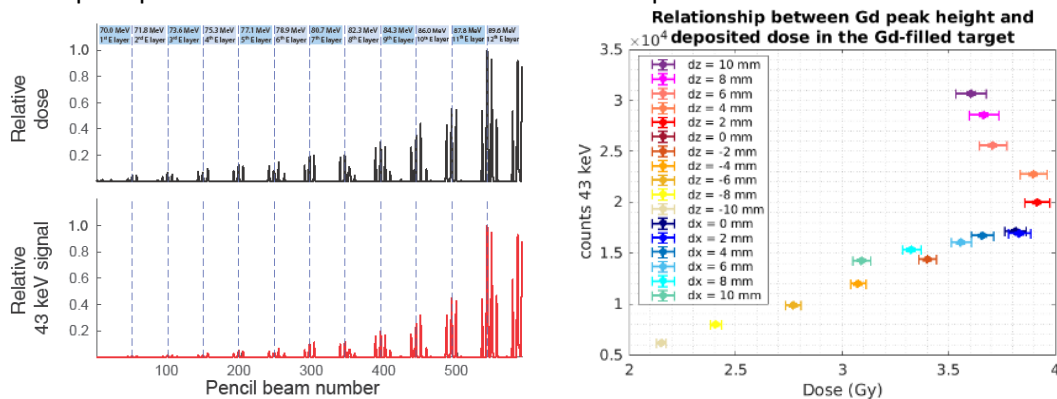 70.0 MeV 71.8 MeV 73.6 MeV 75.3 MeV 77.1 MeV 78.9 MeV 80.7 MeV 82.3 MeV 84.3 MeV 86.0 MeV 87.8 MeV 89.6 MeV
1st E layer 2nd E layer 3rd E layer 4th E layer 5th E layer 6th E layer 7th E layer 8th E layer 9th E layer 10th E layer 11th E layer 12th E layer
Relative
dose
1.0
0.8
0.6
0.4
0.2
Relative
43 keV signal
1.0
0.8
0.6
0.4
0.2
100 200 300 400 500
Pencil beam number
Relationship between Gd peak height and
deposited dose in the Gd-filled target
×10⁴
counts 43 keV
3.5
3
2.5
2
1.5
1
0.5
dz = 10 mm
dz = 8 mm
dz = 6 mm
dz = 4 mm
dz = 2 mm
dz = 0 mm
dz = -2 mm
dz = -4 mm
dz = -6 mm
dz = -8 mm
dz = -10 mm
dx = 0 mm
dx = 2 mm
dx = 4 mm
dx = 6 mm
dx = 8 mm
dx = 10 mm
2 2.5 3 3.5 4
Dose (Gy)